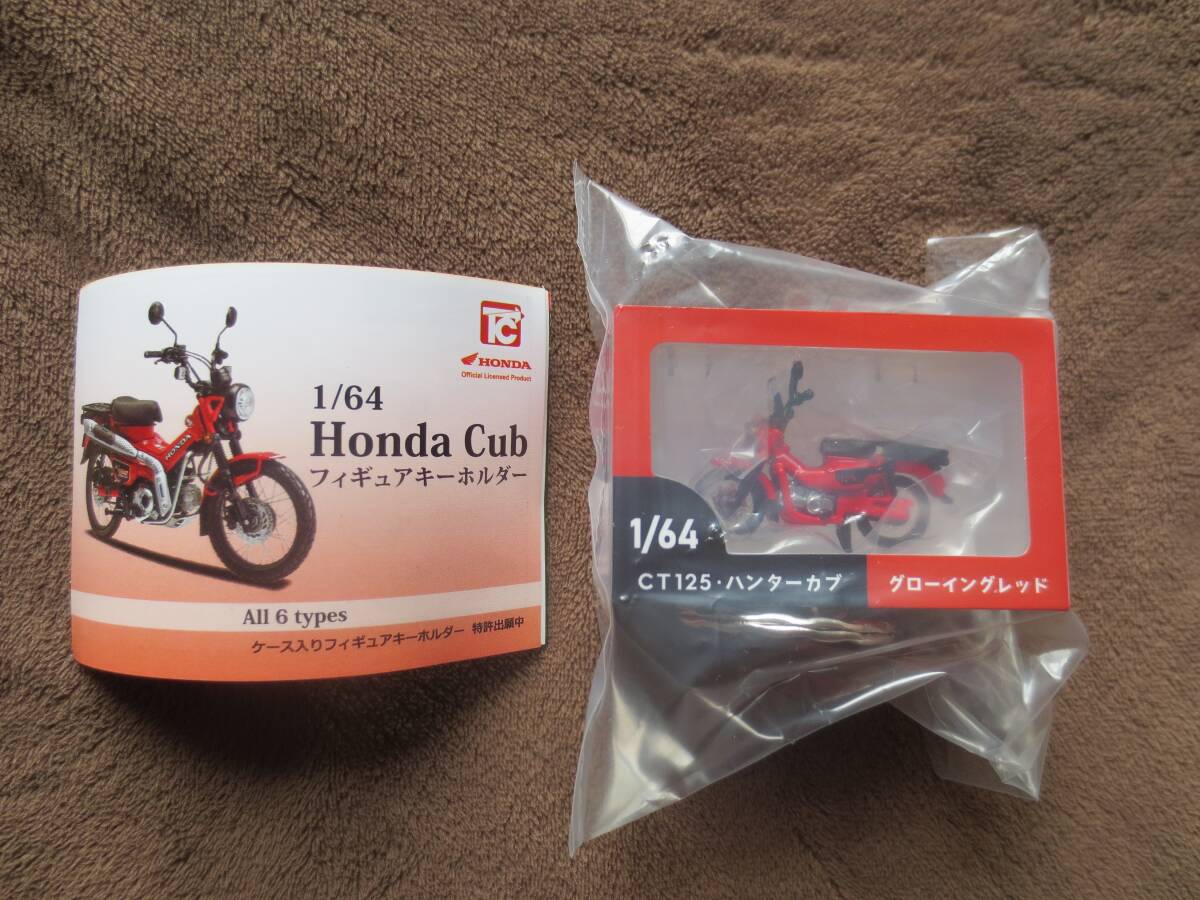 TC
HONDA
Official Licensed Product
1/64
Honda Cub
フィギュアキーホルダー
HONDA
All 6 types
ケース入りフィギュアキーホルダー 特許出願中
1/64
CT125・ハンターカブ グローイングレッド